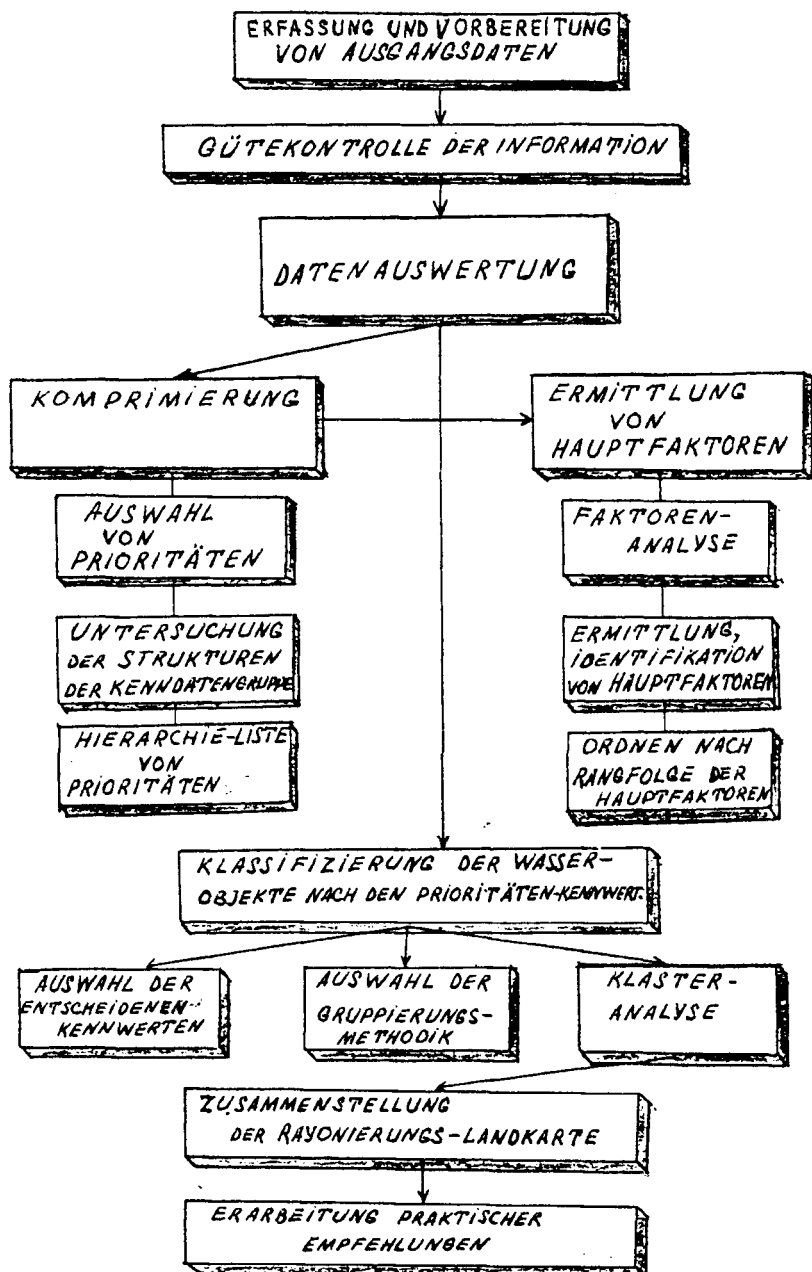 ERFASSUNG UND VORBEREITUNG
VON AUSGANGSDATEN
GÜTEKONTROLLE DER INFORMATION
DATENAUSWERTUNG
KOMPRIMIERUNG
ERMITTLUNG
VON
HAUPTFAKTOREN
AUSWAHL
VON
PRIORITÄTEN
FAKTOREN-
ANALYSE
UNTERSUCHUNG
DER STRUKTUREN
DER KENNDATENGRUPPE
ERMITTLUNG,
IDENTIFIKATION
VON HAUPTFAKTOREN
HIERARCHIE-LISTE
VON
PRIORITÄTEN
ORDNEN NACH
RANGFOLGE DER
HAUPTFAKTOREN
KLASSIFIZIERUNG DER WASSER-
OBJEKTE NACH DEN PRIORITÄTEN-KENNWERT.
AUSWAHL DER
ENTSCHEIDENEN-
KENNWERTEN
AUSWAHL DER
GRUPPIERUNGS-
METHODIK
KLASTER-
ANALYSE
ZUSAMMENSTELLUNG
DER RAYONIERUNGS-LANDKARTE
ERARBEITUNG PRAKTISCHER
EMPFEHLUNGEN